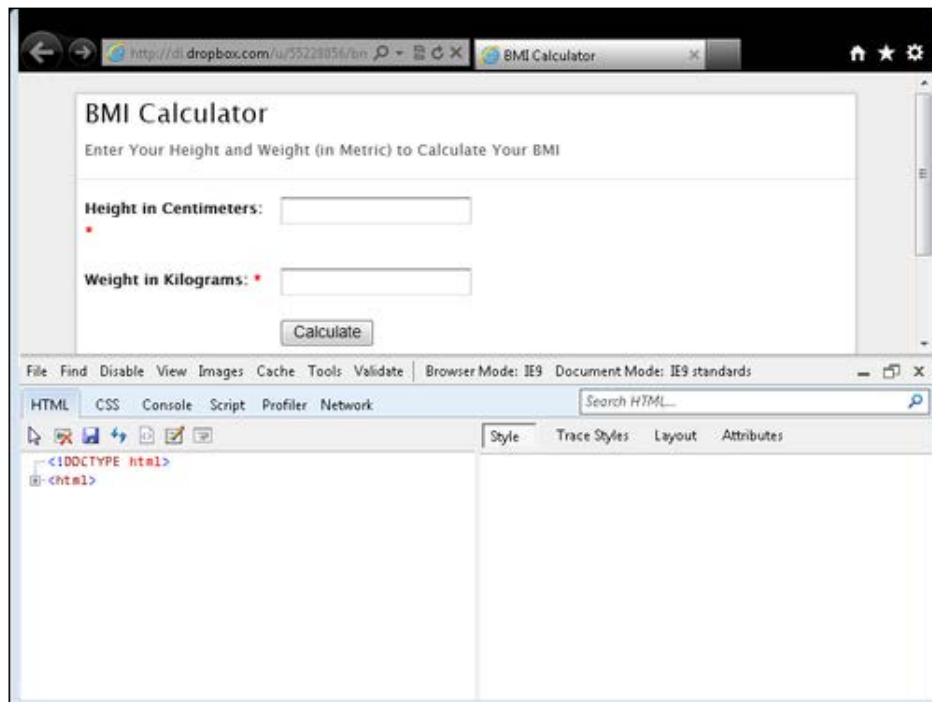 http://dl.dropbox.com/u/55228056/bm
BMI Calculator
BMI Calculator
Enter Your Height and Weight (in Metric) to Calculate Your BMI
Height in Centimeters:
*
Weight in Kilograms: *
Calculate
File Find Disable View Images Cache Tools Validate Browser Mode: IE9 Document Mode: IE9 standards
HTML CSS Console Script Profiler Network Search HTML...
Style Trace Styles Layout Attributes
<!DOCTYPE html>
<html>